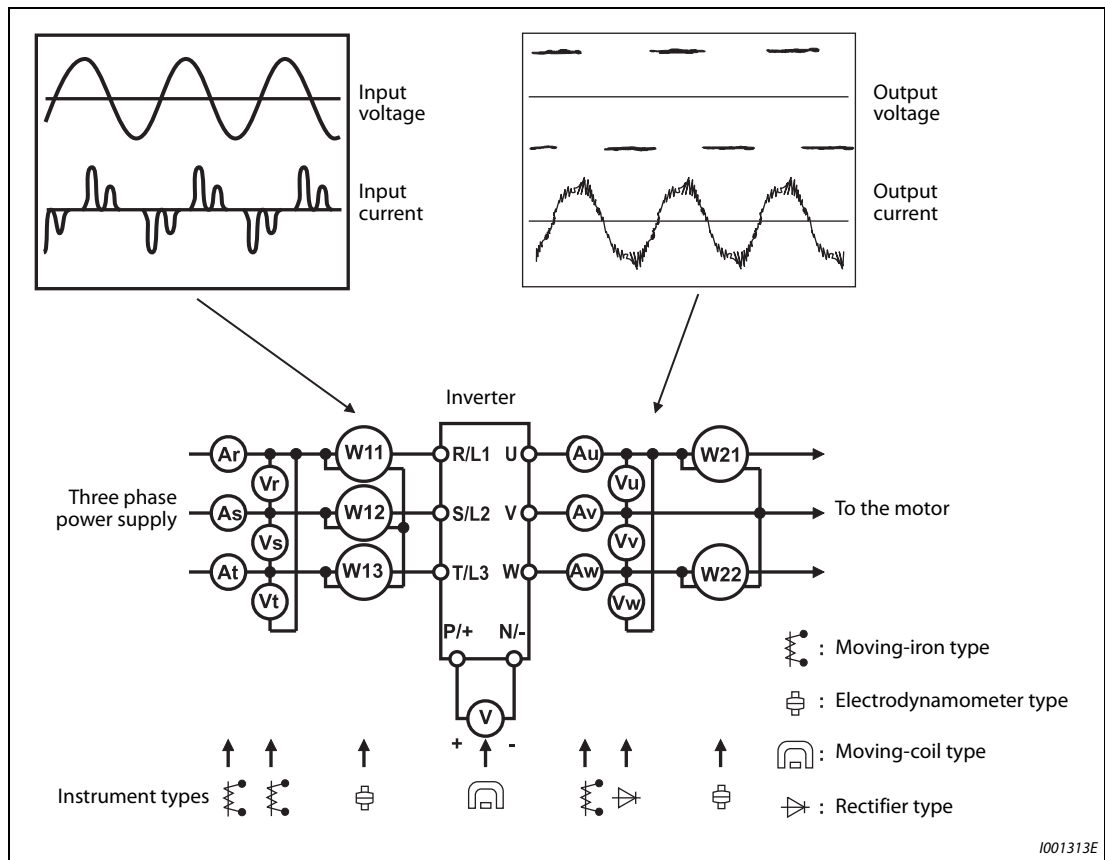 Input
voltage
Input
current
Output
voltage
Output
current
Inverter
Ar
W11
R/L1
U
Au
W21
Vr
Vu
Three phase
power supply
As
W12
S/L2
V
Av
To the motor
Vs
Vv
At
W13
T/L3
W
Aw
W22
Vt
Vw
P/+
N/-
V
+
-
: Moving-iron type
: Electrodynamometer type
: Moving-coil type
: Rectifier type
Instrument types
I001313E